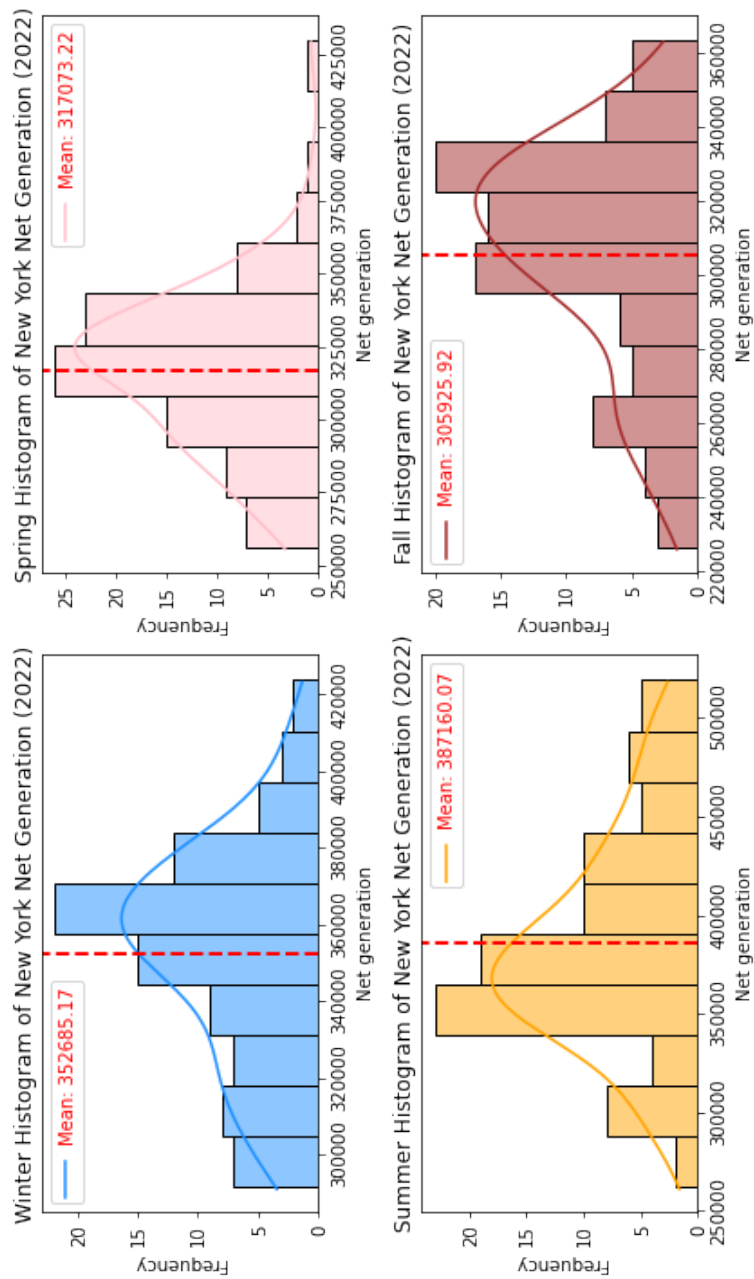 Winter Histogram of New York Net Generation (2022)
Mean: 352685.17
Frequency
20
15
10
5
0
300000 320000 340000 360000 380000 400000 420000
Net generation
Spring Histogram of New York Net Generation (2022)
Mean: 317073.22
Frequency
25
20
15
10
5
0
250000 275000 300000 325000 350000 375000 400000 425000
Net generation
Summer Histogram of New York Net Generation (2022)
Mean: 387160.07
Frequency
20
15
10
5
0
250000 300000 350000 400000 450000 500000
Net generation
Fall Histogram of New York Net Generation (2022)
Mean: 305925.92
Frequency
20
15
10
5
0
220000 240000 260000 280000 300000 320000 340000 360000
Net generation